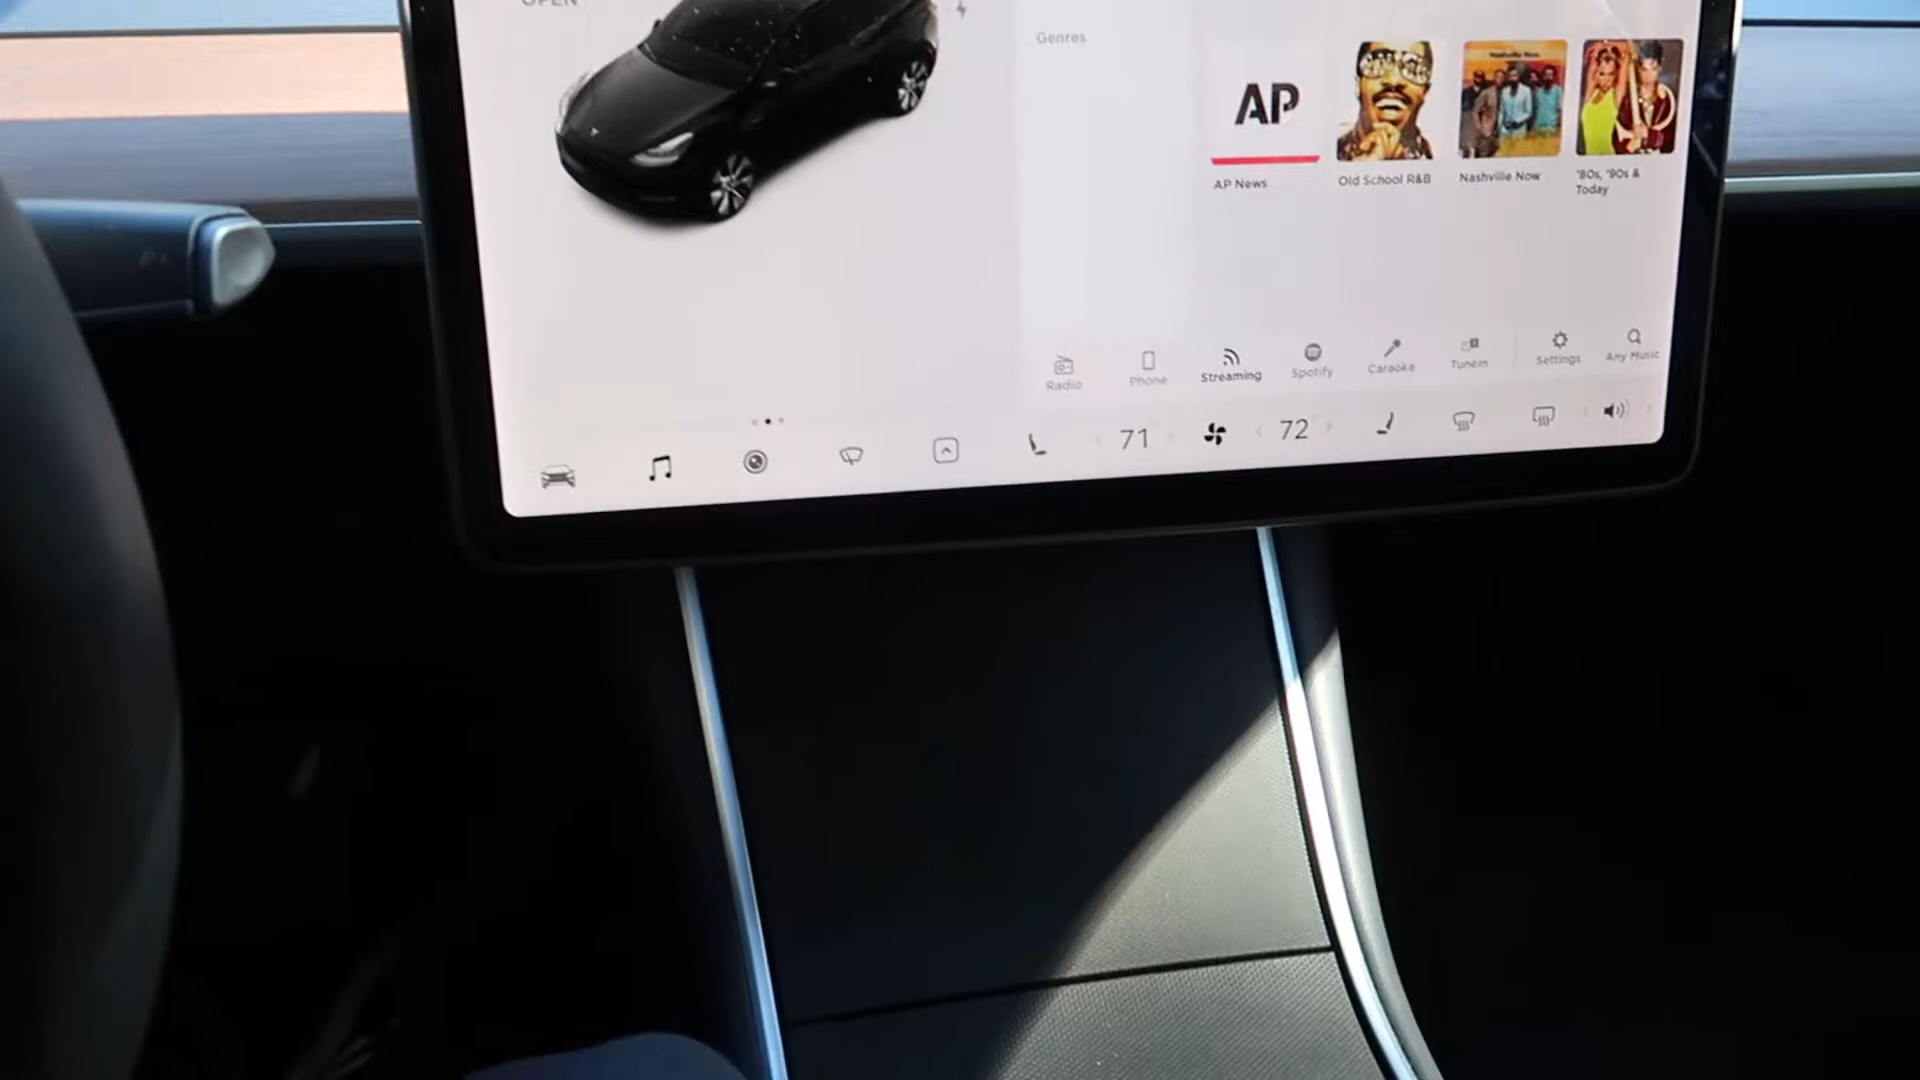 OPEN
Genres
AP
AP News
Old School R&B
Nashville Now
'80s, '90s &
Today
Radio
Phone
Streaming
Spotify
Caraoke
TuneIn
Settings
Any Music
71
72